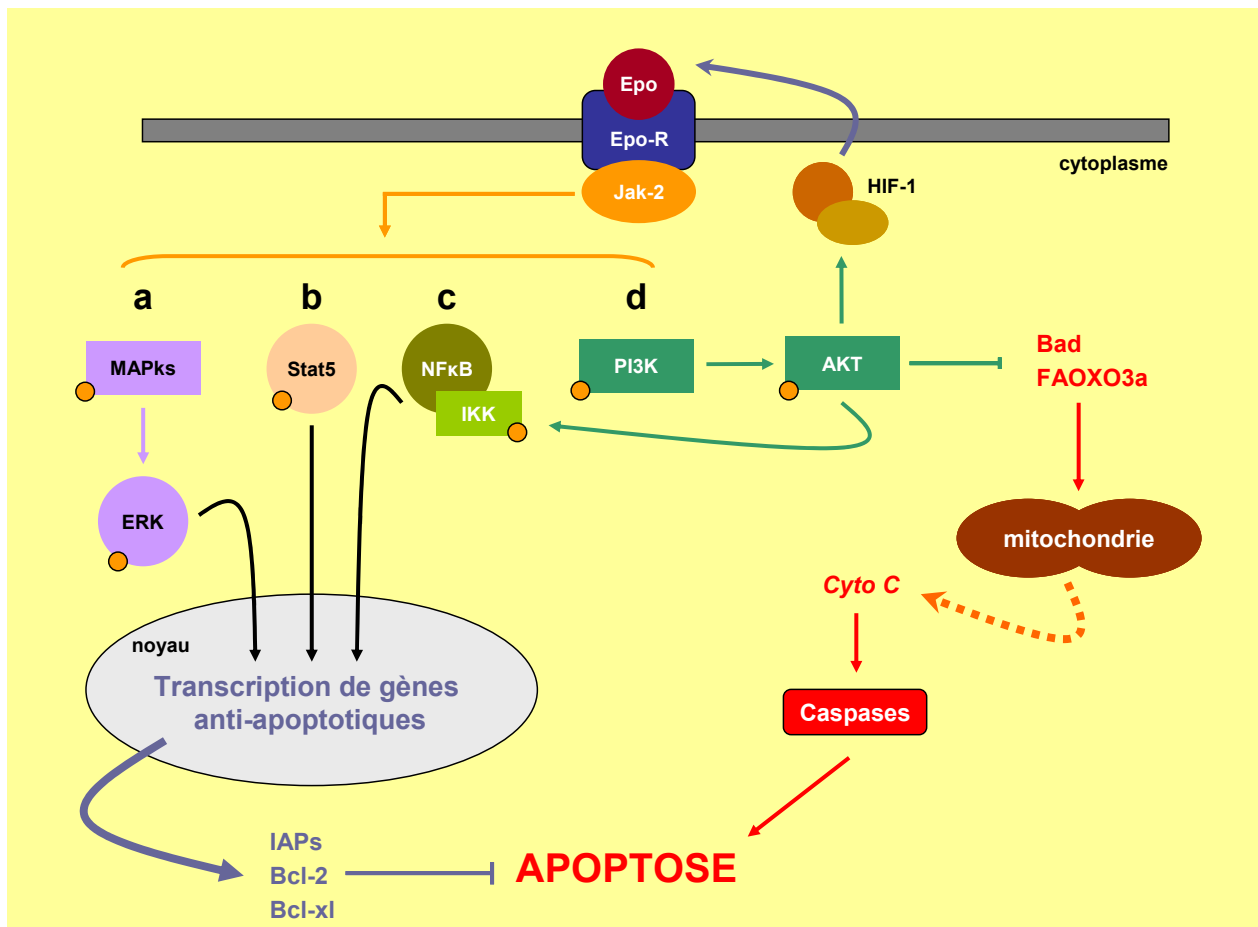 Epo
Epo-R
cytoplasme
Jak-2
HIF-1
a
b
c
d
MAPks
Stat5
NFκB
IKK
PI3K
AKT
Bad
FAOXO3a
ERK
mitochondrie
Cyto C
noyau
Transcription de gènes
anti-apoptotiques
Caspases
IAPs
Bcl-2
Bcl-xl
APOPTOSE